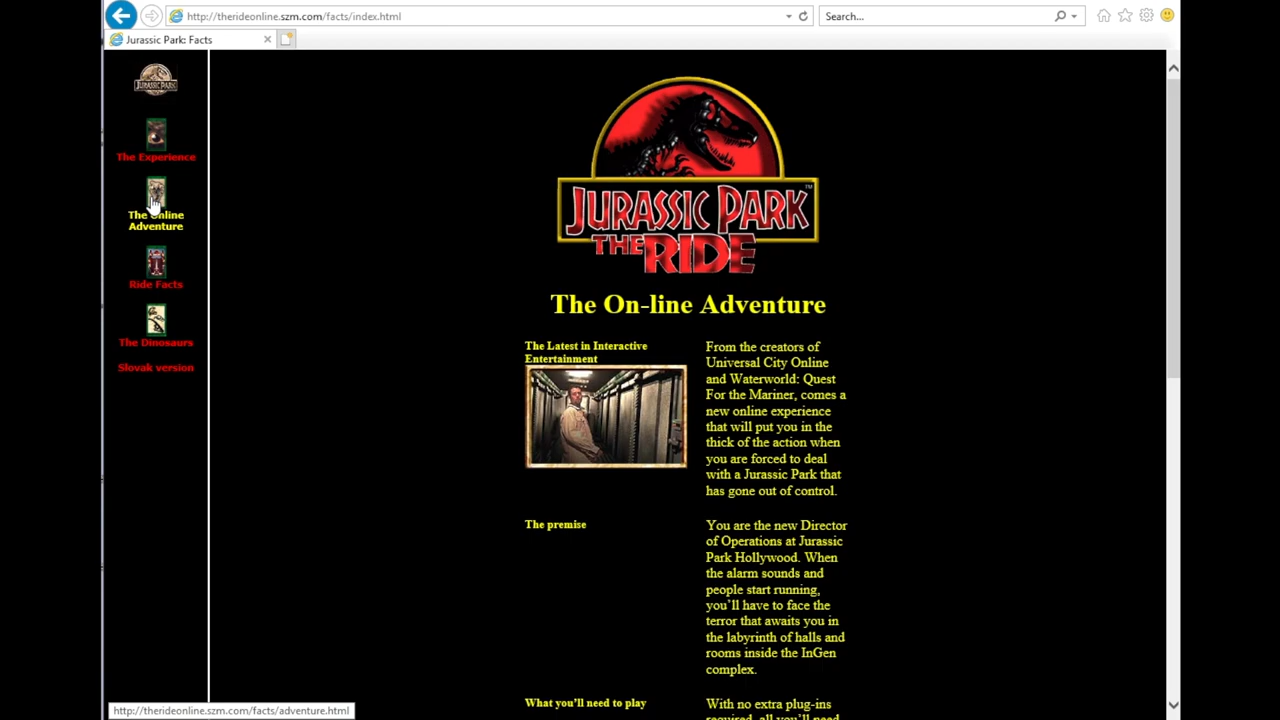 http://therideonline.szm.com/facts/index.html
Search...
Jurassic Park: Facts
JURASSIC PARK
The Experience
The Online
Adventure
Ride Facts
The Dinosaurs
Slovak version
JURASSIC PARK™
THE RIDE
The On-line Adventure
The Latest in Interactive
Entertainment
From the creators of
Universal City Online
and Waterworld: Quest
For the Mariner, comes a
new online experience
that will put you in the
thick of the action when
you are forced to deal
with a Jurassic Park that
has gone out of control.
The premise
You are the new Director
of Operations at Jurassic
Park Hollywood. When
the alarm sounds and
people start running,
you'll have to face the
terror that awaits you in
the labyrinth of halls and
rooms inside the InGen
complex.
What you'll need to play
With no extra plug-ins
required, all you'll need
http://therideonline.szm.com/facts/adventure.html